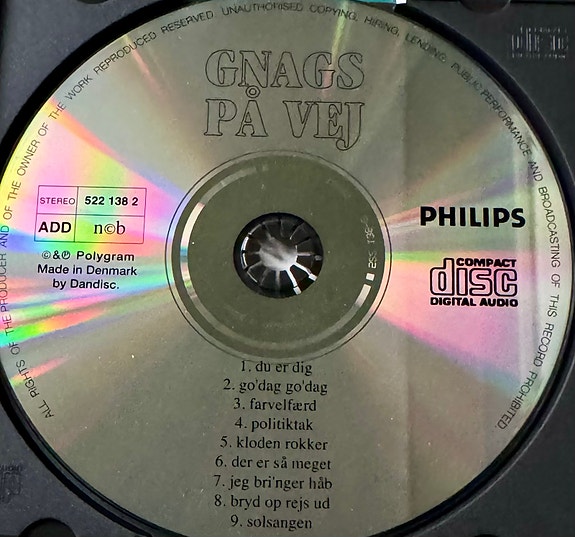 GNAGS
PÅ VEJ
STEREO 522 138 2
ADD n©b
©&℗ Polygram
Made in Denmark
by Dandisc.
PHILIPS
COMPACT
disc
DIGITAL AUDIO
1. du er dig
2. go'dag go'dag
3. farvelfærd
4. politiktak
5. kloden rokker
6. der er så meget
7. jeg bri'nger håb
8. bryd op rejs ud
9. solsangen
ALL RIGHTS OF THE PRODUCER AND OF THE OWNER OF THE WORK REPRODUCED RESERVED. UNAUTHORISED COPYING, HIRING, LENDING, PUBLIC PERFORMANCE AND BROADCASTING OF THIS RECORD PROHIBITED
disc